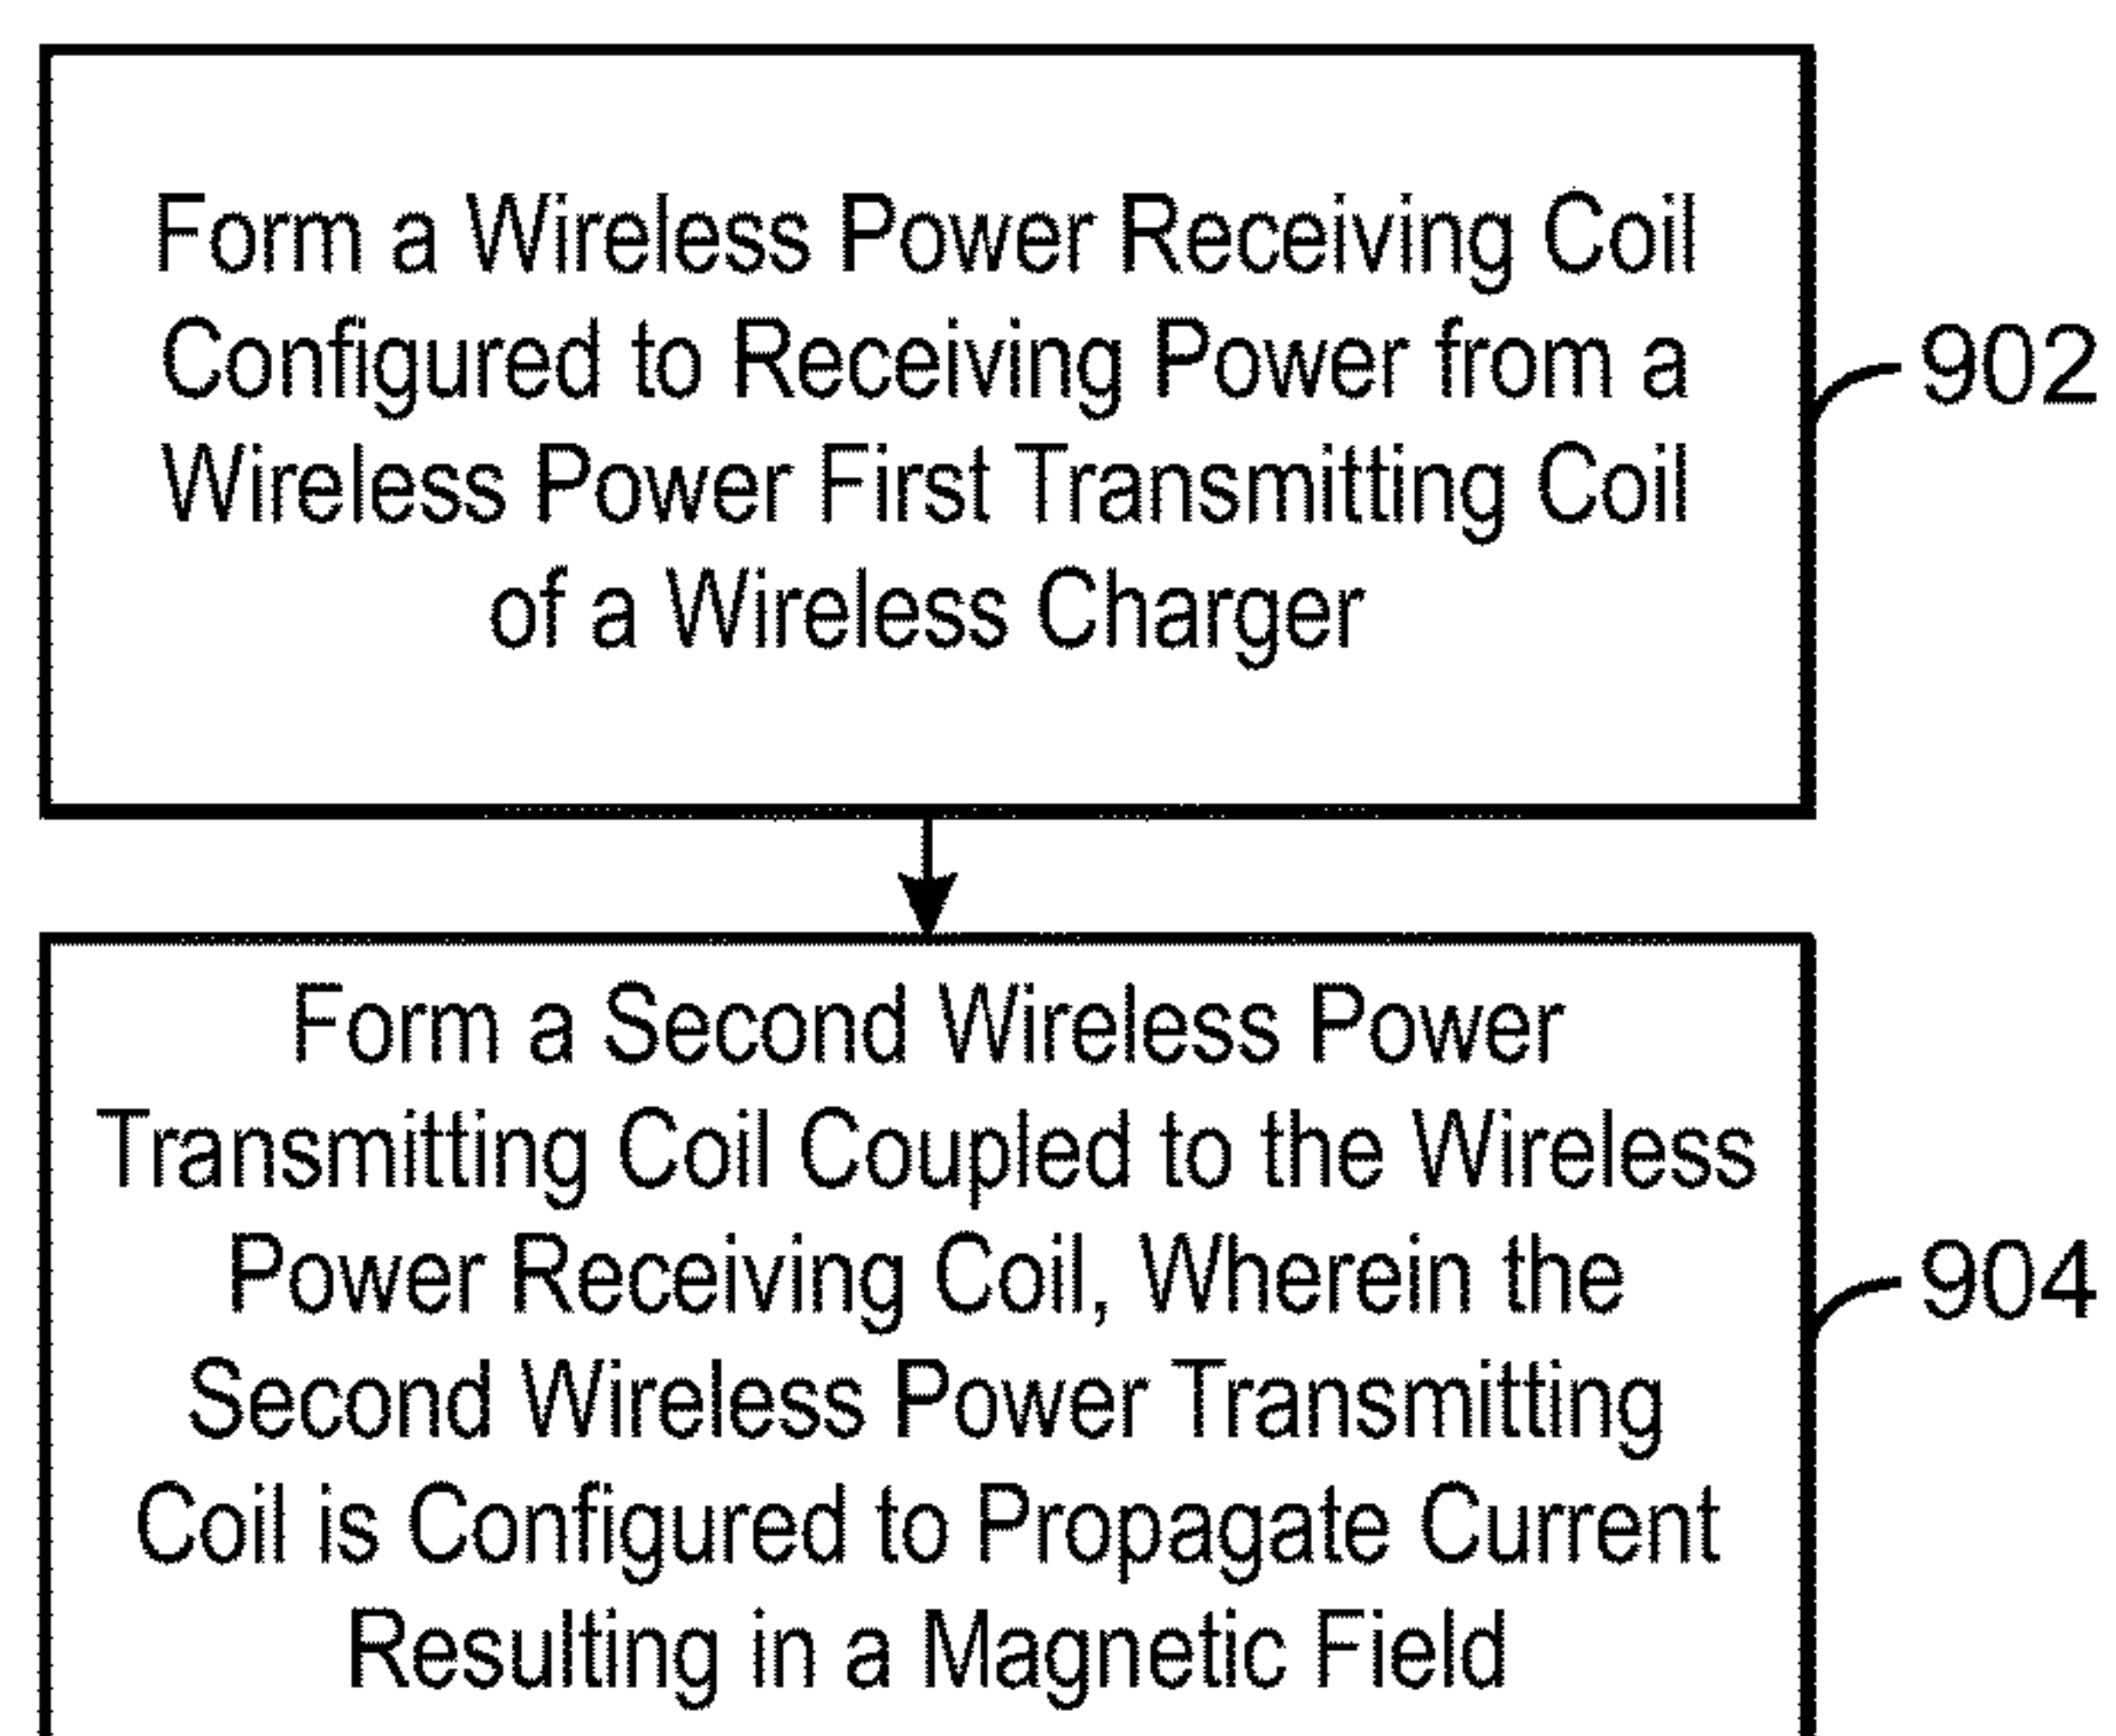 Form a Wireless Power Receiving Coil
Configured to Receiving Power from a
Wireless Power First Transmitting Coil
of a Wireless Charger
902
Form a Second Wireless Power
Transmitting Coil Coupled to the Wireless
Power Receiving Coil, Wherein the
Second Wireless Power Transmitting
Coil is Configured to Propagate Current
Resulting in a Magnetic Field
904